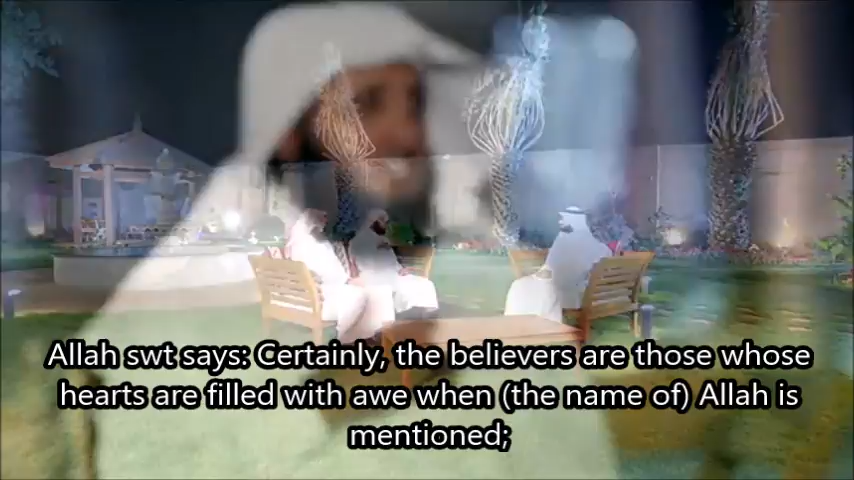 Allah swt says: Certainly, the believers are those whose
hearts are filled with awe when (the name of) Allah is
mentioned;